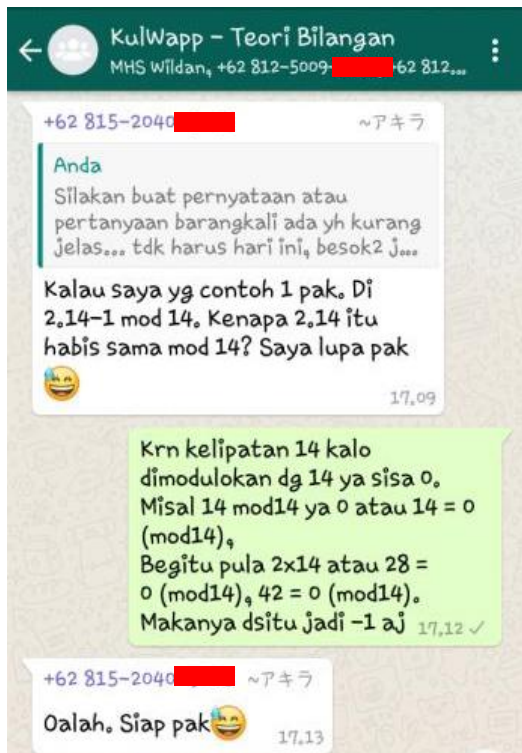 KulWapp - Teori Bilangan
MHS Wildan, +62 812-5009- +62 812...
+62 815-2040 ~アキラ
Anda
Silakan buat pernyataan atau
pertanyaan barangkali ada yh kurang
jelas... tdk harus hari ini, besok2 j...
Kalau saya yg contoh 1 pak. Di
2.14-1 mod 14. Kenapa 2.14 itu
habis sama mod 14? Saya lupa pak
😅
17.09
Krn kelipatan 14 kalo
dimodulokan dg 14 ya sisa 0.
Misal 14 mod14 ya 0 atau 14 = 0
(mod14),
Begitu pula 2x14 atau 28 =
0 (mod14), 42 = 0 (mod14).
Makanya dsitu jadi -1 aj 17.12
+62 815-2040 ~アキラ
Oalah. Siap pak😅
17.13